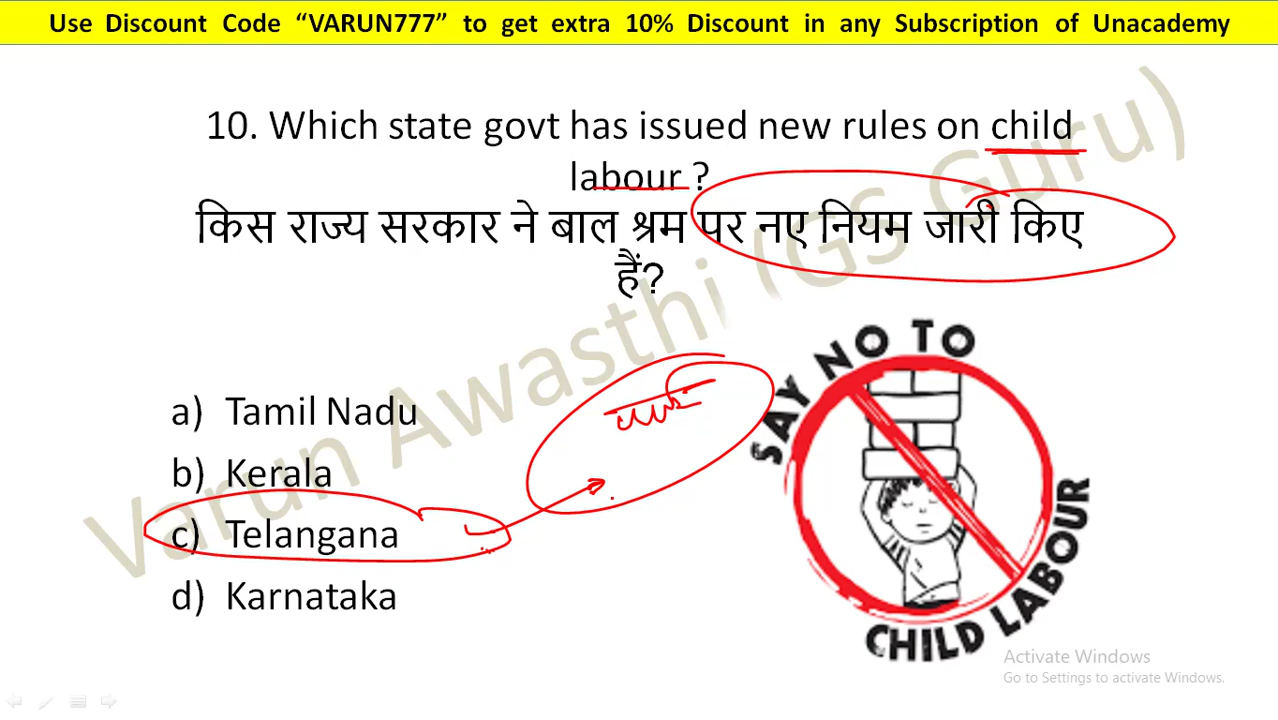 Use Discount Code “VARUN777” to get extra 10% Discount in any Subscription of Unacademy
10. Which state govt has issued new rules on child
labour ?
किस राज्य सरकार ने बाल श्रम पर नए नियम जारी किए
हैं?
a) Tamil Nadu
b) Kerala
c) Telangana
d) Karnataka
SAY NO TO
CHILD LABOUR
Varun Awasthi (GS Guru)
Activate Windows
Go to Settings to activate Windows.